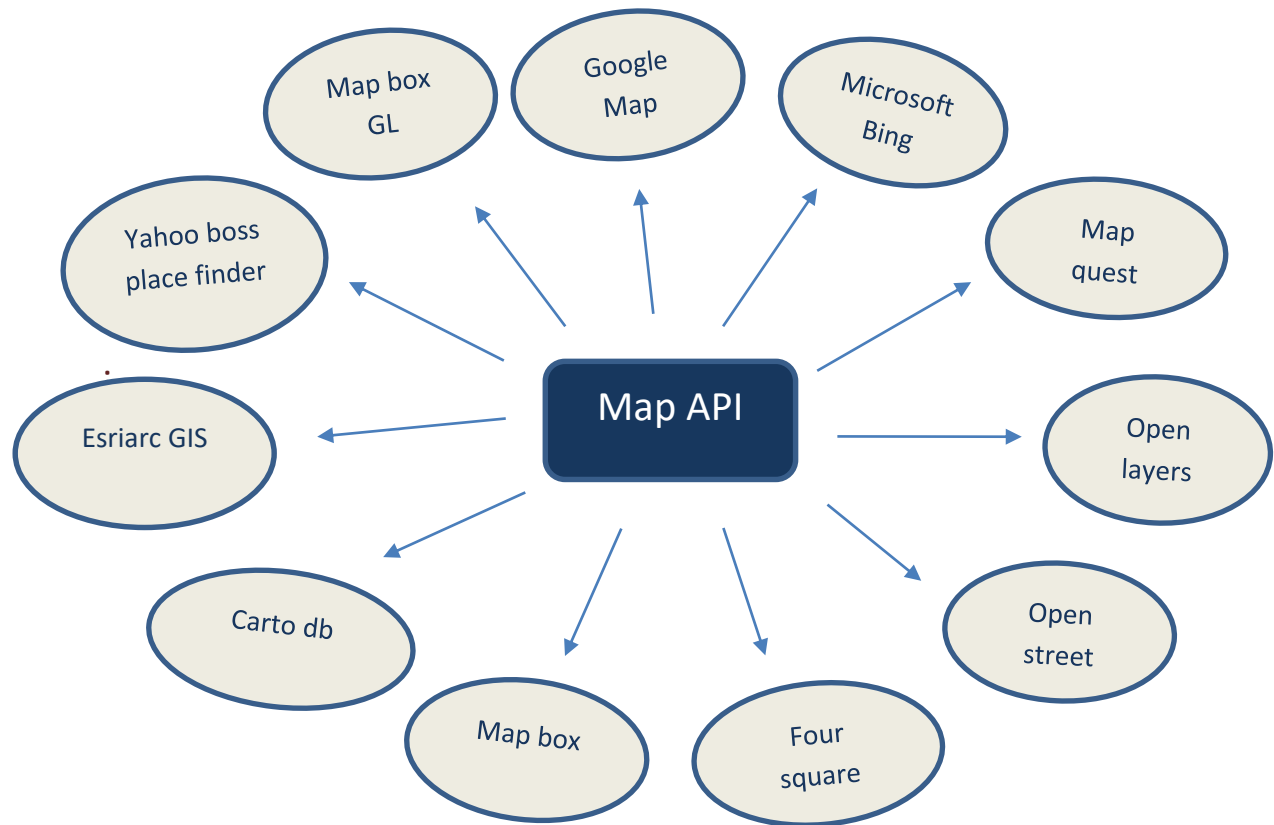 Map box
GL
Google
Map
Microsoft
Bing
Yahoo boss
place finder
Map
quest
Map API
Esriarc GIS
Open
layers
Carto db
Open
street
Map box
Four
square